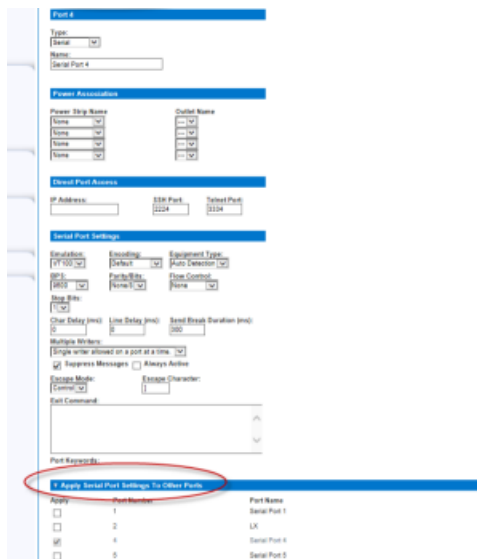 Port 4
Type:
Serial
Name:
Serial Port 4
Power Association
Power Strip Name Outlet Name
None ---
None ---
None ---
None ---
Direct Port Access
IP Address: SSH Port: Telnet Port:
2224 3334
Serial Port Settings
Emulation: Encoding: Equipment Type:
VT100 Default Auto Detection
BPS: Parity/Bits: Flow Control:
9600 None/8 None
Stop Bits:
1
Char Delay (ms): Line Delay (ms): Send Break Duration (ms):
0 0 300
Multiple Writers:
Single writer allowed on a port at a time.
Suppress Messages Always Active
Escape Mode: Escape Character:
Control ]
Exit Command:
Port Keywords:
Apply Serial Port Settings To Other Ports
Apply Port Number Port Name
1 Serial Port 1
2 LX
4 Serial Port 4
5 Serial Port 5